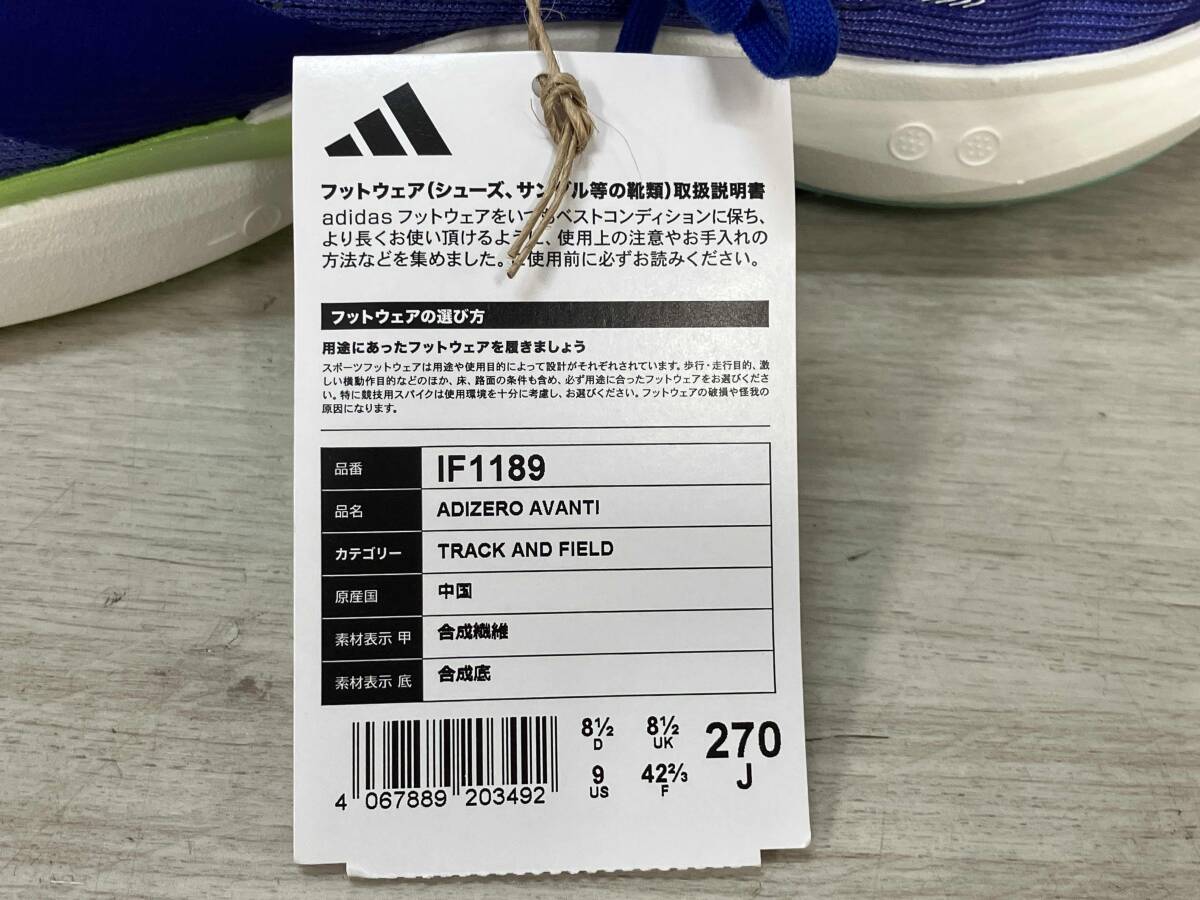 フットウェア(シューズ、サンダル等の靴類)取扱説明書
adidas フットウェアをいつもベストコンディションに保ち、
より長くお使い頂けるように、使用上の注意やお手入れの
方法などを集めました。ご使用前に必ずお読みください。
フットウェアの選び方
用途にあったフットウェアを履きましょう
スポーツフットウェアは用途や使用目的によって設計がそれぞれされています。歩行・走行目的、激
しい横動作目的などのほか、床、路面の条件も含め、必ず用途に合ったフットウェアをお選びくださ
い。特に競技用スパイクは使用環境を十分に考慮し、お選びください。フットウェアの破損や怪我の
原因になります。
品番 IF1189
品名 ADIZERO AVANTI
カテゴリー TRACK AND FIELD
原産国 中国
素材表示 甲 合成繊維
素材表示 底 合成底
8½ D 8½ UK 270 J
9 US 42⅔ F
4 067889 203492